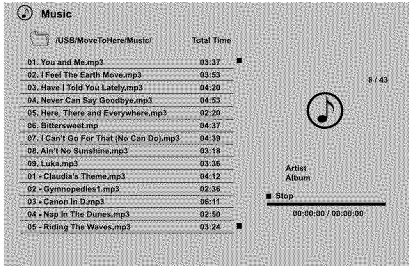 Music
/USB/MoveToHere/Music/ Total Time
01. You and Me.mp3 03:37
02. I Feel The Earth Move.mp3 03:53
03. Have I Told You Lately.mp3 04:20
04. Never Can Say Goodbye.mp3 04:53
05. Here, There and Everywhere.mp3 02:20
06. Bittersweet.mp 04:37
07. I Can't Go For That (No Can Do).mp3 04:39
08. Ain't No Sunshine.mp3 03:18
09. Luka.mp3 03:36
01 - Claudia's Theme.mp3 04:12
02 - Gymnopedies1.mp3 02:36
03 - Canon In D.mp3 06:11
04 - Nap In The Dunes.mp3 02:50
05 - Riding The Waves.mp3 03:24
8 / 43
Artist
Album
Stop
00:00:00 / 00:00:00